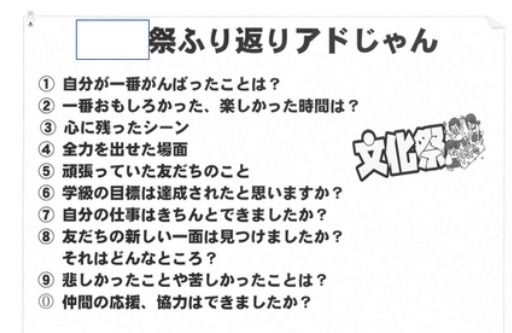 祭ふり返りアドじゃん
① 自分が一番がんばったことは？
② 一番おもしろかった、楽しかった時間は？
③ 心に残ったシーン
④ 全力を出せた場面
文化祭
⑤ 頑張っていた友だちのこと
⑥ 学級の目標は達成されたと思いますか？
⑦ 自分の仕事はきちんとできましたか？
⑧ 友だちの新しい一面は見つけましたか？
それはどんなところ？
⑨ 悲しかったことや苦しかったことは？
⓪ 仲間の応援、協力はできましたか？